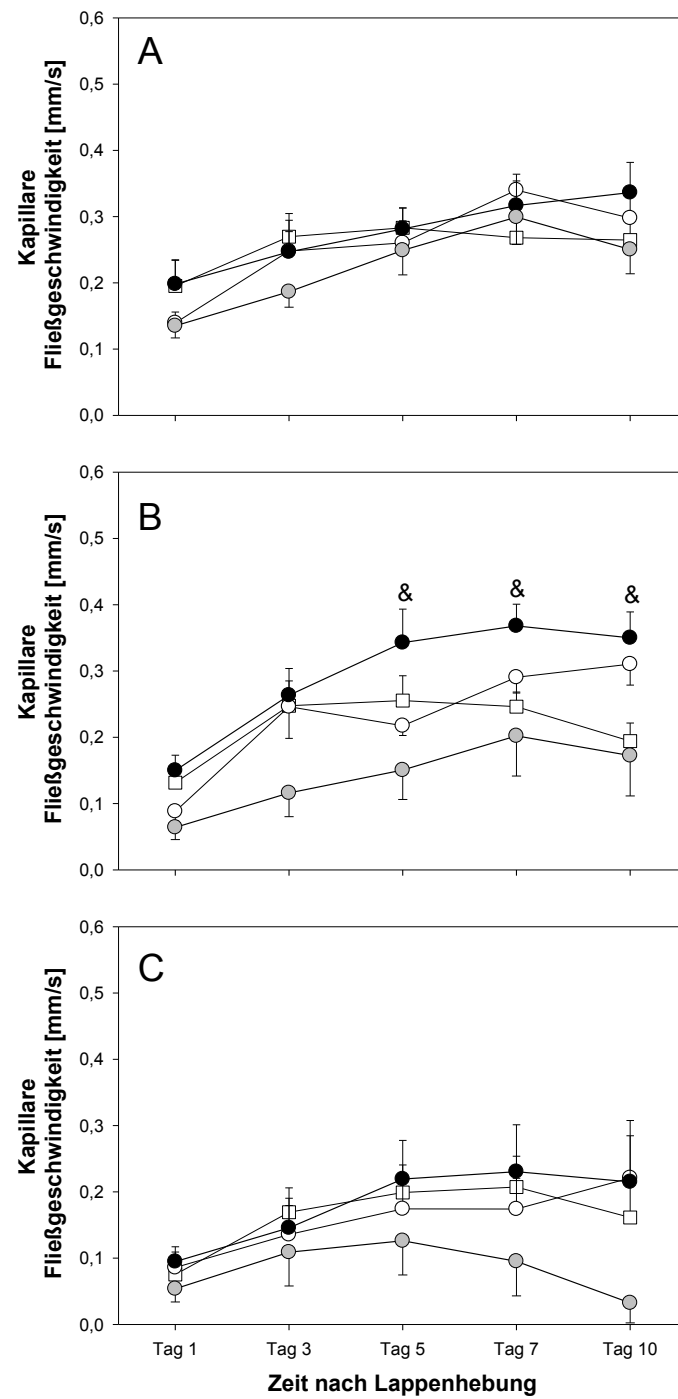 A
0,6
0,5
0,4
0,3
0,2
0,1
0,0
Kapillare
Fließgeschwindigkeit [mm/s]
B
& & &
0,6
0,5
0,4
0,3
0,2
0,1
0,0
Kapillare
Fließgeschwindigkeit [mm/s]
C
0,6
0,5
0,4
0,3
0,2
0,1
0,0
Kapillare
Fließgeschwindigkeit [mm/s]
Tag 1 Tag 3 Tag 5 Tag 7 Tag 10
Zeit nach Lappenhebung